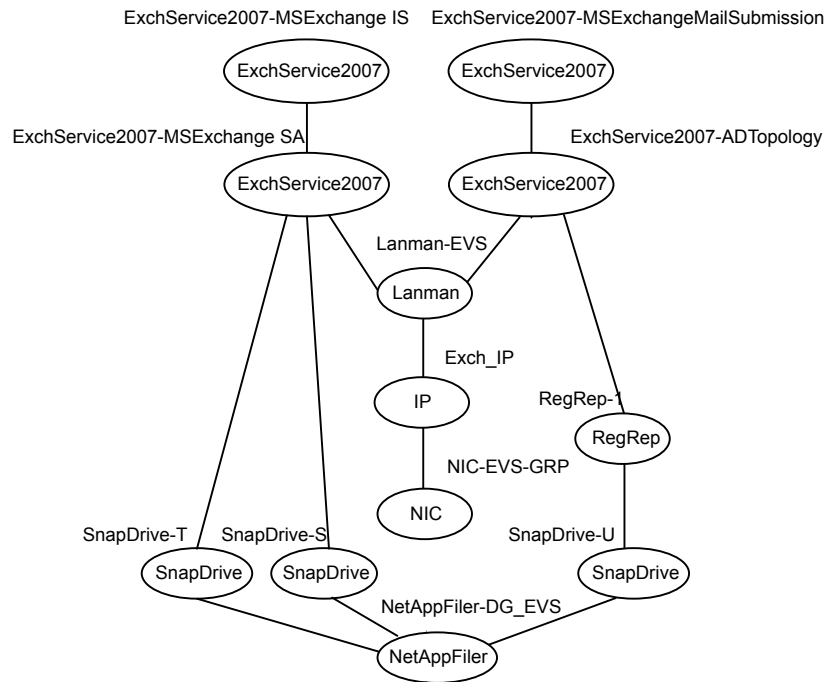 ExchService2007-MSExchange IS
ExchService2007-MSExchangeMailSubmission
ExchService2007
ExchService2007
ExchService2007-MSExchange SA
ExchService2007-ADTopology
ExchService2007
ExchService2007
Lanman-EVS
Lanman
Exch_IP
IP
RegRep-1
RegRep
NIC-EVS-GRP
NIC
SnapDrive-T
SnapDrive-S
SnapDrive-U
SnapDrive
SnapDrive
SnapDrive
NetAppFiler-DG_EVS
NetAppFiler